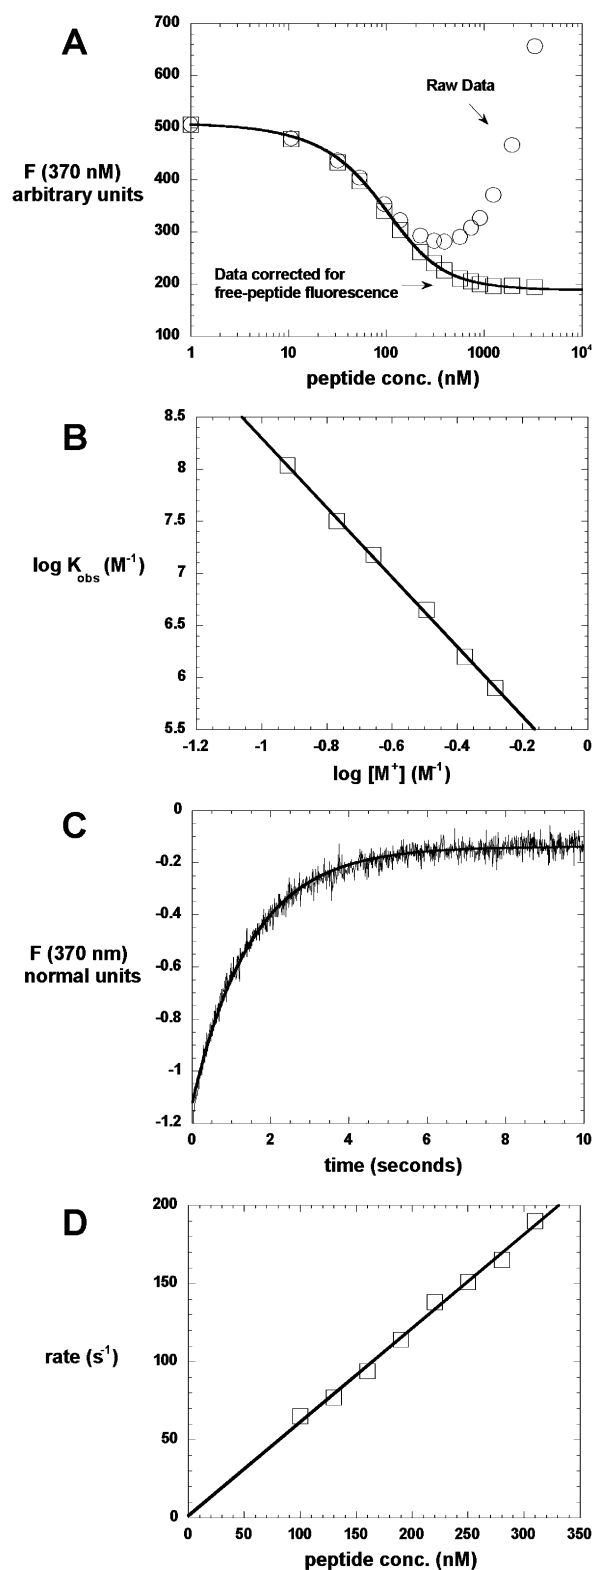 A
700
600
500
400
300
200
100
F (370 nM)
arbitrary units
Raw Data
Data corrected for
free-peptide fluorescence
1 10 100 1000 10⁴
peptide conc. (nM)
B
8.5
8
7.5
7
6.5
6
5.5
log K_obs (M⁻¹)
-1.2 -1 -0.8 -0.6 -0.4 -0.2 0
log [M⁺] (M⁻¹)
C
0
-0.2
-0.4
-0.6
-0.8
-1
-1.2
F (370 nm)
normal units
0 2 4 6 8 10
time (seconds)
D
200
150
100
50
0
rate (s⁻¹)
0 50 100 150 200 250 300 350
peptide conc. (nM)